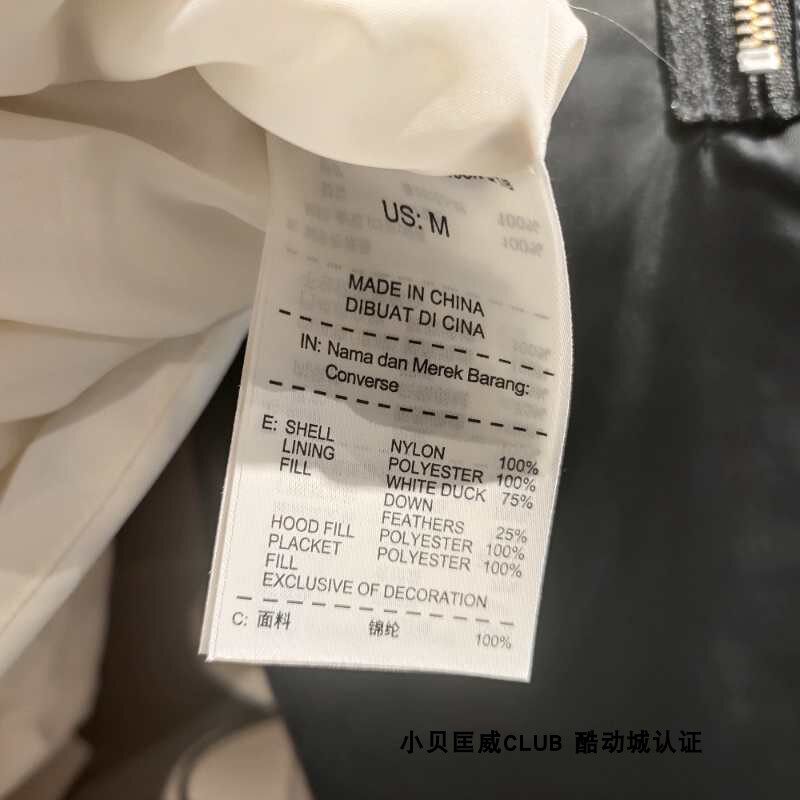 US: M
MADE IN CHINA
DIBUAT DI CINA
IN: Nama dan Merek Barang:
Converse
E: SHELL NYLON 100%
LINING POLYESTER 100%
FILL WHITE DUCK 75%
DOWN
FEATHERS 25%
HOOD FILL POLYESTER 100%
PLACKET POLYESTER 100%
FILL
EXCLUSIVE OF DECORATION
C: 面料 锦纶 100%
小贝匡威CLUB 酷动城认证